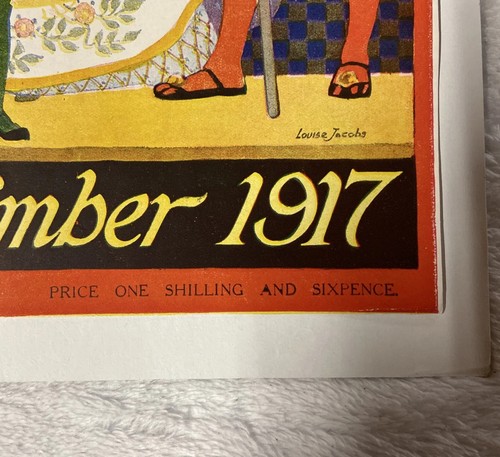 Louise Jacobs
mber 1917
PRICE ONE SHILLING AND SIXPENCE.